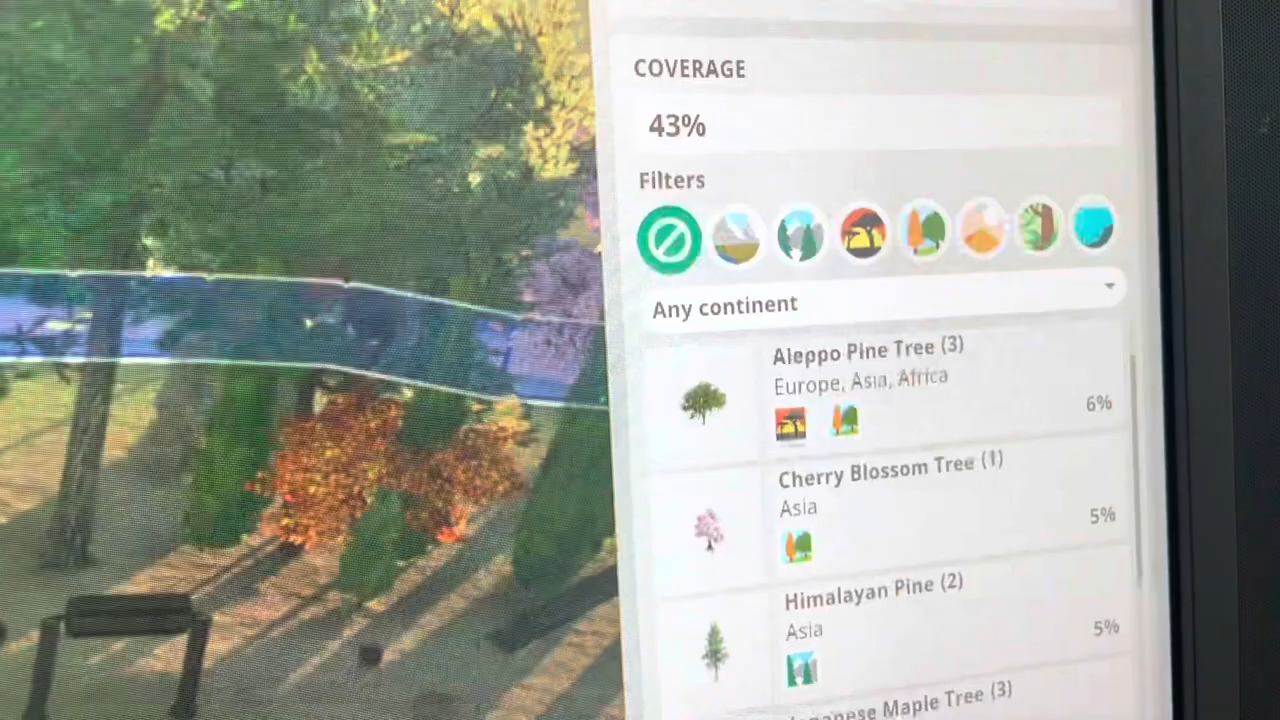 COVERAGE
43%
Filters
Any continent
Aleppo Pine Tree (3)
Europe, Asia, Africa
6%
Cherry Blossom Tree (1)
Asia
5%
Himalayan Pine (2)
Asia
5%
Japanese Maple Tree (3)